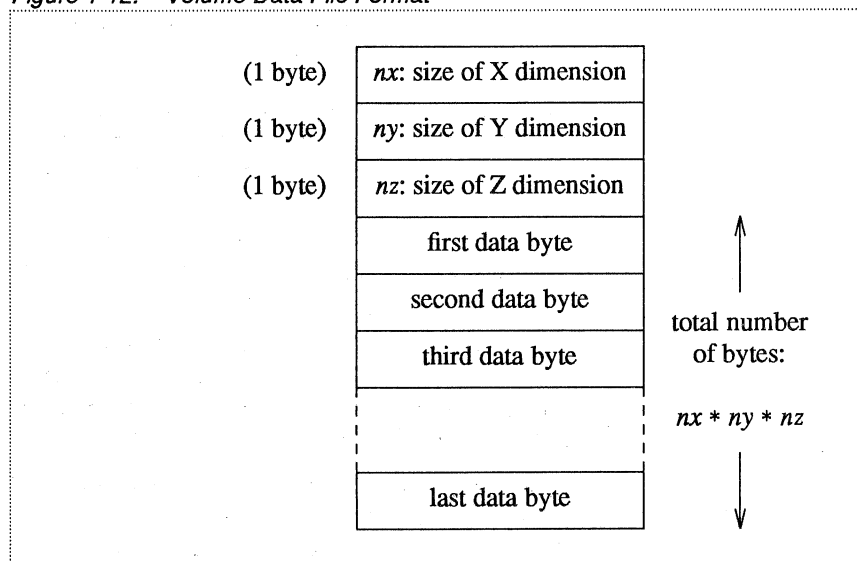 Figure 1-12. Volume Data File Format
(1 byte) nx: size of X dimension
(1 byte) ny: size of Y dimension
(1 byte) nz: size of Z dimension
first data byte
second data byte
third data byte
total number
of bytes:
nx * ny * nz
last data byte